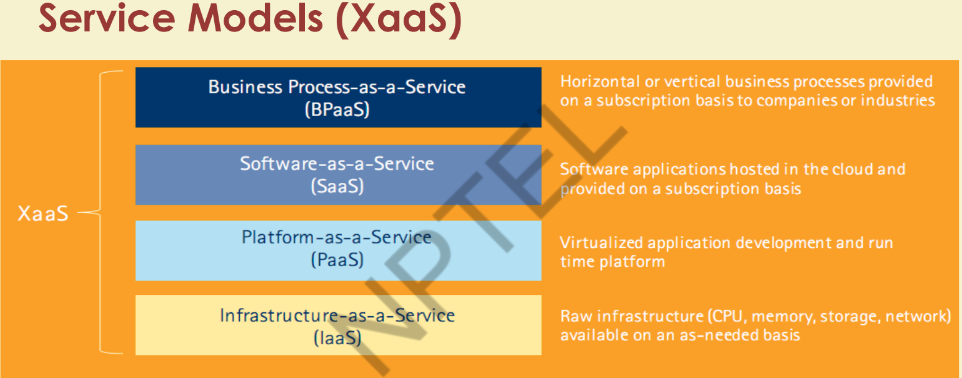 Service Models (XaaS)
Business Process-as-a-Service
(BPaaS)
Horizontal or vertical business processes provided
on a subscription basis to companies or industries
Software-as-a-Service
(SaaS)
Software applications hosted in the cloud and
provided on a subscription basis
XaaS
Platform-as-a-Service
(PaaS)
Virtualized application development and run
time platform
Infrastructure-as-a-Service
(IaaS)
Raw infrastructure (CPU, memory, storage, network)
available on an as-needed basis
NPTEL